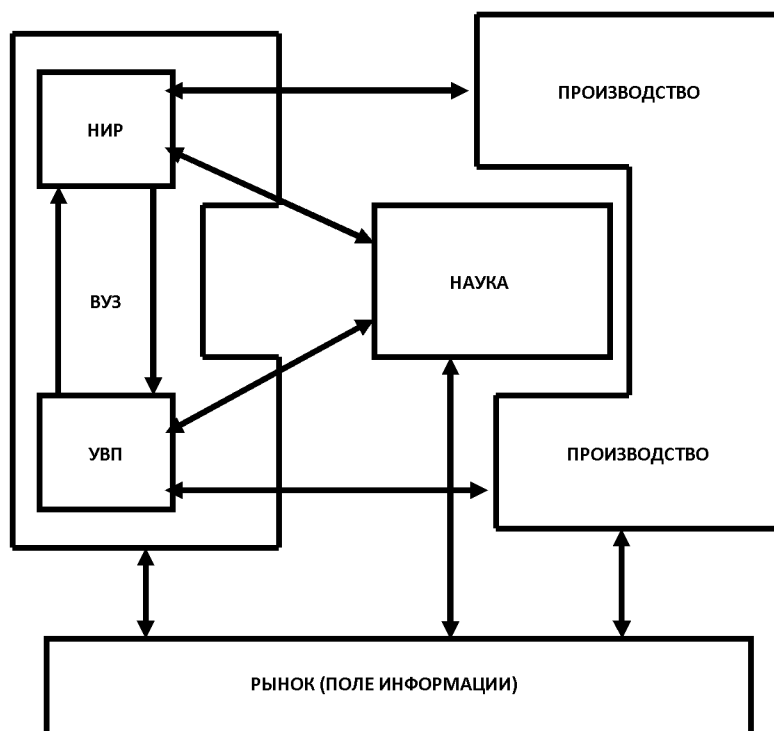 ПРОИЗВОДСТВО
НИР
НАУКА
ВУЗ
УВП
ПРОИЗВОДСТВО
РЫНОК (ПОЛЕ ИНФОРМАЦИИ)